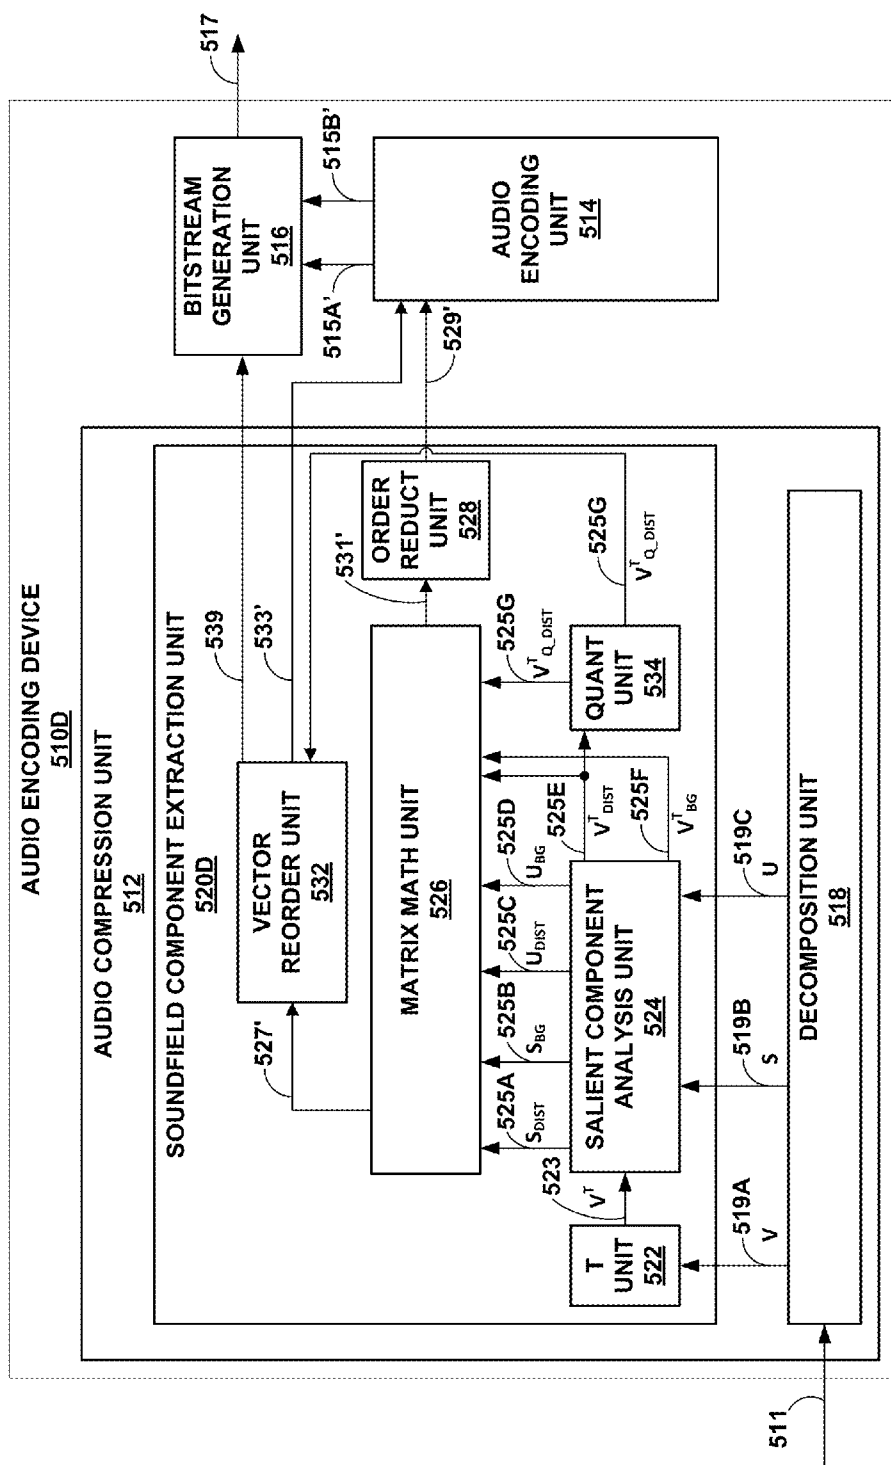 AUDIO ENCODING DEVICE
510D
AUDIO COMPRESSION UNIT
512
SOUNDFIELD COMPONENT EXTRACTION UNIT
520D
VECTOR
REORDER UNIT
532
539
533'
527'
MATRIX MATH UNIT
526
531'
ORDER
REDUCT
UNIT
528
529'
BITSTREAM
GENERATION
UNIT
516
517
515A'
515B'
AUDIO
ENCODING
UNIT
514
525A
S_DIST
525B
S_BG
525C
U_DIST
525D
U_BG
525E
V^T_DIST
525F
V^T_BG
525G
V^T_Q_DIST
QUANT
UNIT
534
525G
V^T_Q_DIST
T
UNIT
522
523
V^T
SALIENT COMPONENT
ANALYSIS UNIT
524
519A
V
519B
S
519C
U
DECOMPOSITION UNIT
518
511